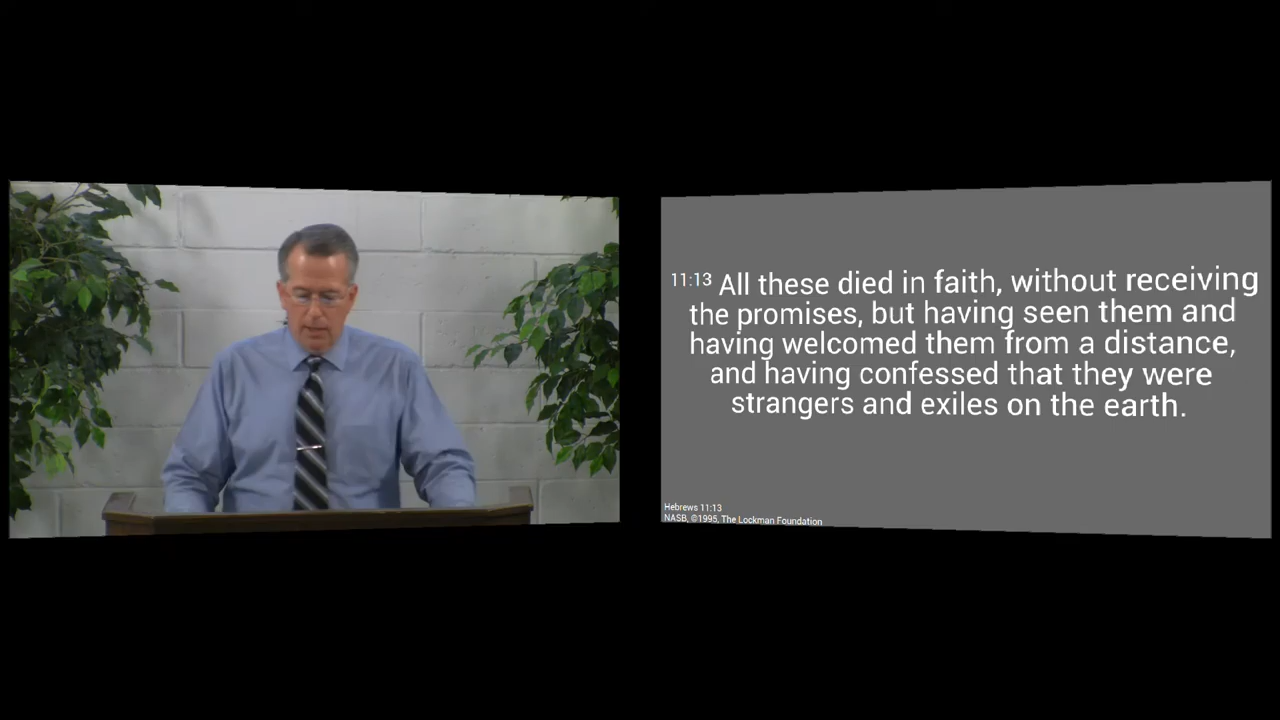 11:13 All these died in faith, without receiving
the promises, but having seen them and
having welcomed them from a distance,
and having confessed that they were
strangers and exiles on the earth.
Hebrews 11:13
NASB, ©1995, The Lockman Foundation